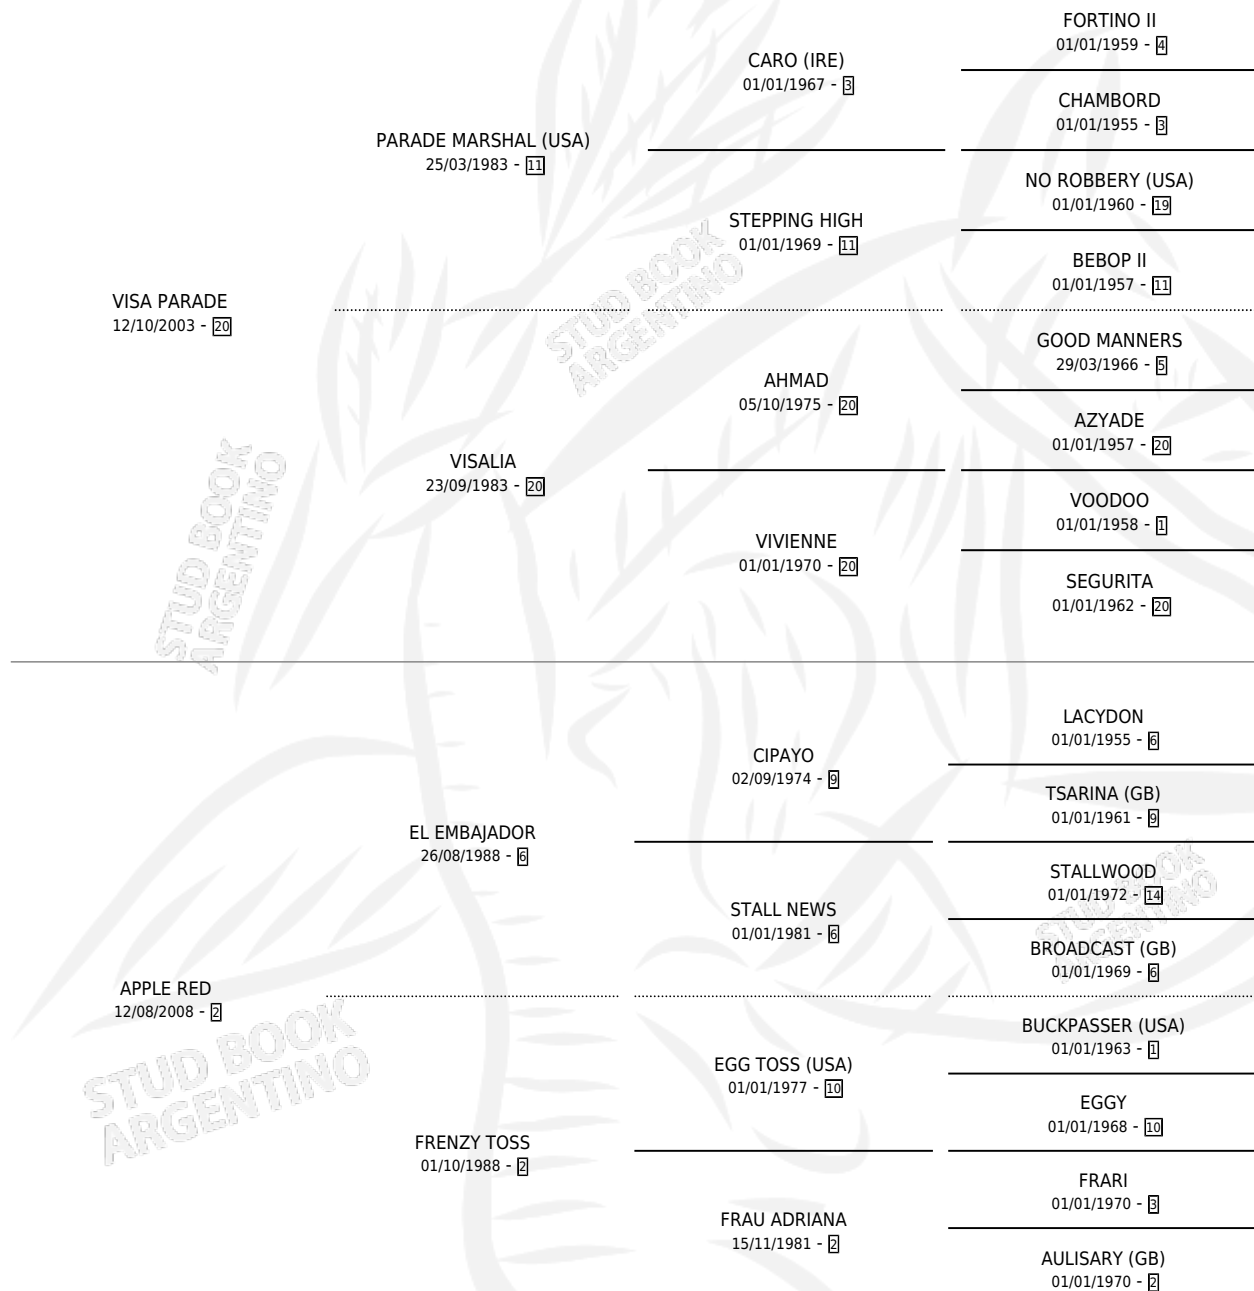 FORTINO II
01/01/1959 - 4
CARO (IRE)
01/01/1967 - 3
CHAMBORD
01/01/1955 - 3
PARADE MARSHAL (USA)
25/03/1983 - 11
NO ROBBERY (USA)
01/01/1960 - 19
STEPPING HIGH
01/01/1969 - 11
BEBOP II
01/01/1957 - 11
VISA PARADE
12/10/2003 - 20
GOOD MANNERS
29/03/1966 - 5
AHMAD
05/10/1975 - 20
AZYADE
01/01/1957 - 20
VISALIA
23/09/1983 - 20
VOODOO
01/01/1958 - 1
VIVIENNE
01/01/1970 - 20
SEGURITA
01/01/1962 - 20
LACYDON
01/01/1955 - 6
CIPAYO
02/09/1974 - 9
TSARINA (GB)
01/01/1961 - 9
EL EMBAJADOR
26/08/1988 - 6
STALLWOOD
01/01/1972 - 14
STALL NEWS
01/01/1981 - 6
BROADCAST (GB)
01/01/1969 - 6
APPLE RED
12/08/2008 - 2
BUCKPASSER (USA)
01/01/1963 - 1
EGG TOSS (USA)
01/01/1977 - 10
EGGY
01/01/1968 - 10
FRENZY TOSS
01/10/1988 - 2
FRARI
01/01/1970 - 3
FRAU ADRIANA
15/11/1981 - 2
AULISARY (GB)
01/01/1970 - 2
STUD BOOK
ARGENTINO
STUD BOOK
ARGENTINO
STUD BOOK
ARGENTINO
STUD BOOK
ARGENTINO